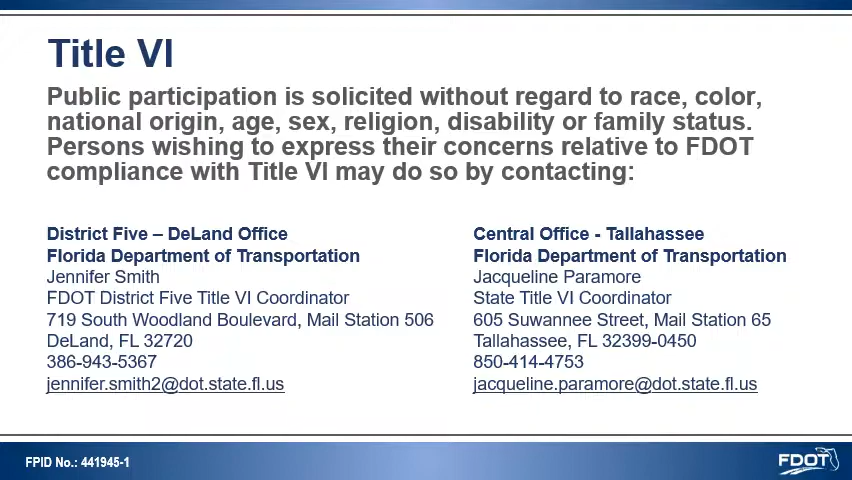 Title VI
Public participation is solicited without regard to race, color,
national origin, age, sex, religion, disability or family status.
Persons wishing to express their concerns relative to FDOT
compliance with Title VI may do so by contacting:
District Five – DeLand Office
Florida Department of Transportation
Jennifer Smith
FDOT District Five Title VI Coordinator
719 South Woodland Boulevard, Mail Station 506
DeLand, FL 32720
386-943-5367
jennifer.smith2@dot.state.fl.us
Central Office - Tallahassee
Florida Department of Transportation
Jacqueline Paramore
State Title VI Coordinator
605 Suwannee Street, Mail Station 65
Tallahassee, FL 32399-0450
850-414-4753
jacqueline.paramore@dot.state.fl.us
FPID No.: 441945-1
FDOT